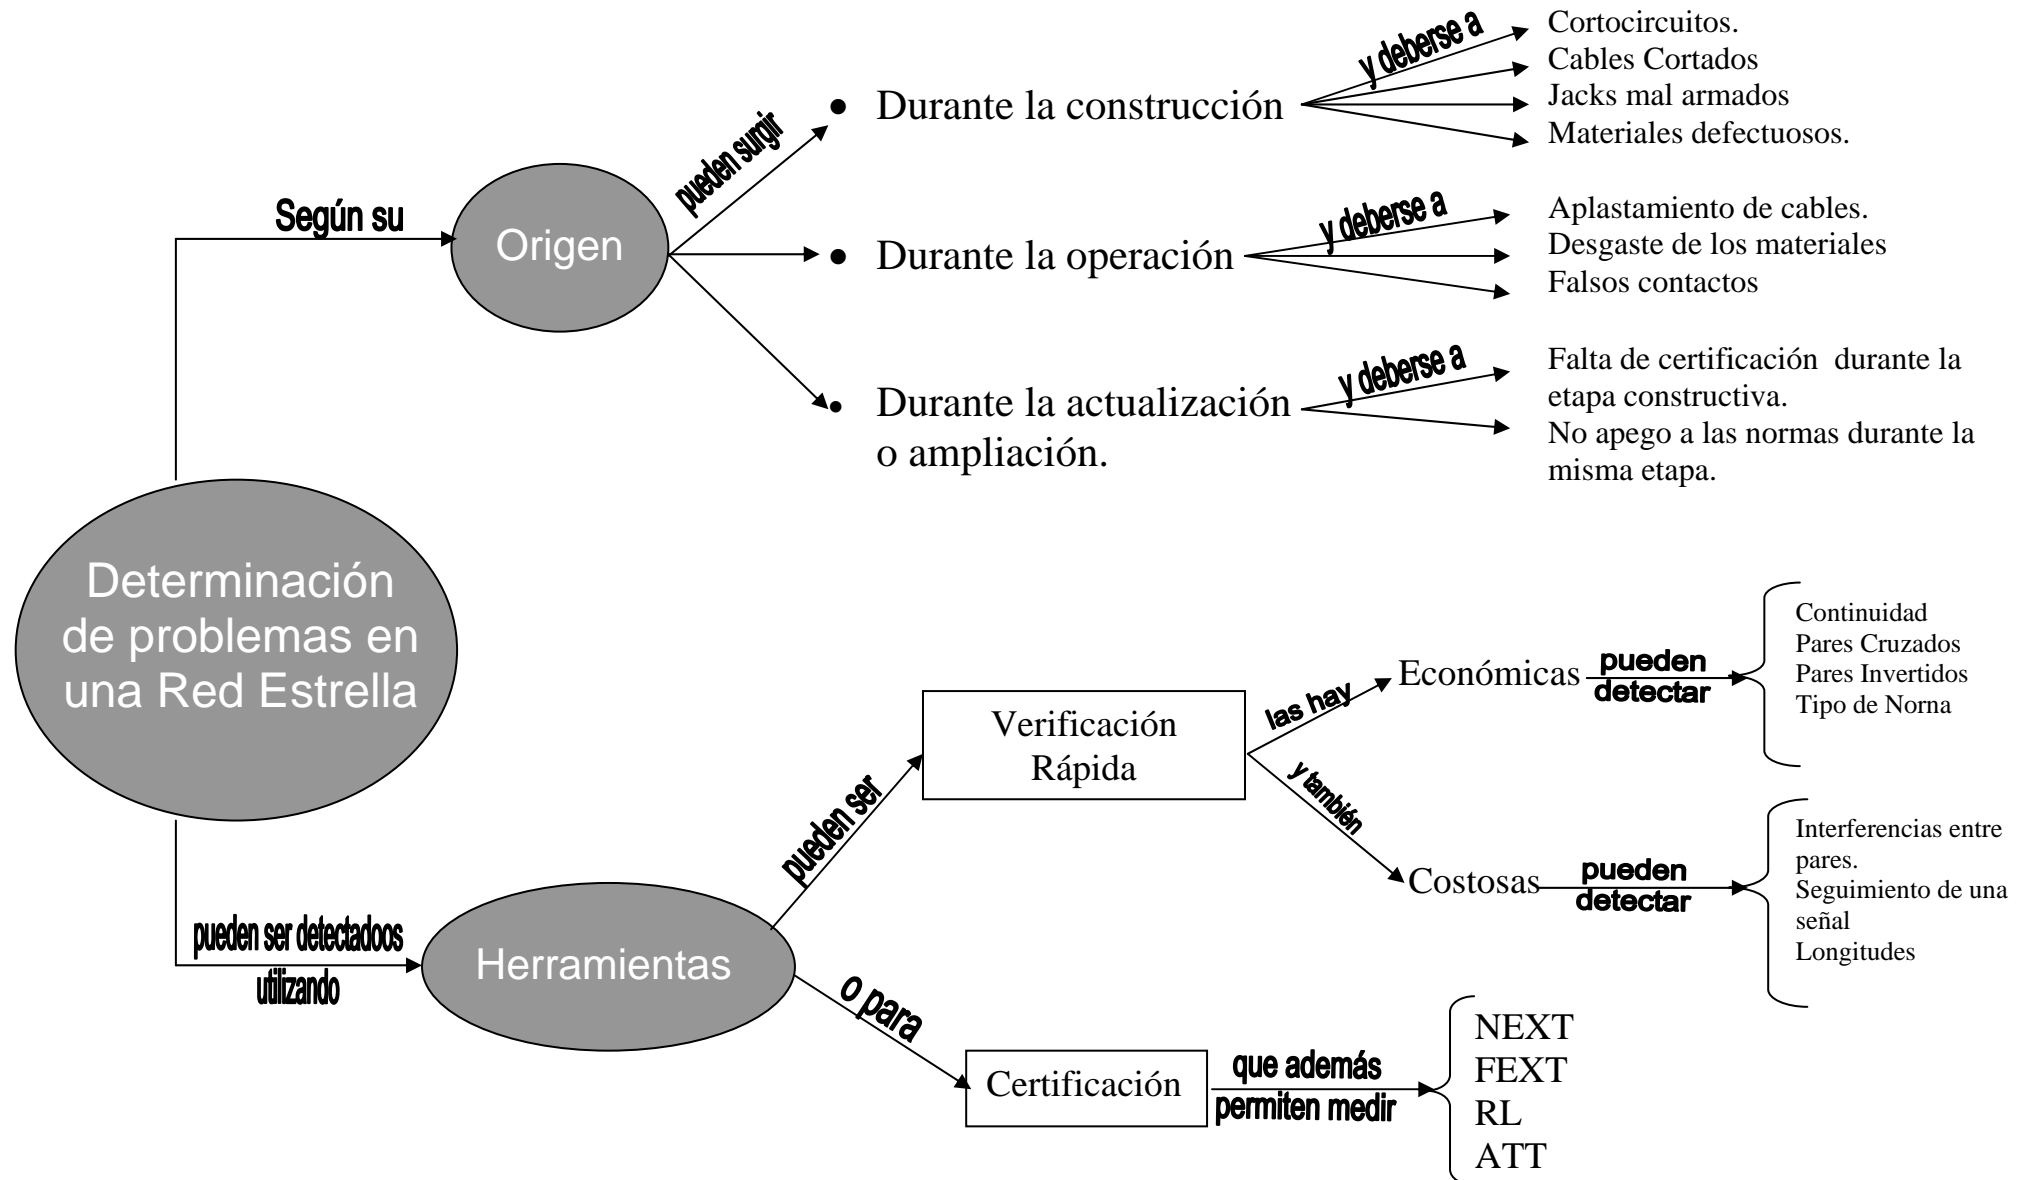 Determinación
de problemas en
una Red Estrella
Según su
Origen
pueden surgir
• Durante la construcción
y deberse a
Cortocircuitos.
Cables Cortados
Jacks mal armados
Materiales defectuosos.
• Durante la operación
y deberse a
Aplastamiento de cables.
Desgaste de los materiales
Falsos contactos
• Durante la actualización
o ampliación.
y deberse a
Falta de certificación durante la
etapa constructiva.
No apego a las normas durante la
misma etapa.
pueden ser detectadoos
utilizando
Herramientas
pueden ser
Verificación
Rápida
las hay
Económicas
pueden
detectar
Continuidad
Pares Cruzados
Pares Invertidos
Tipo de Norna
y también
Costosas
pueden
detectar
Interferencias entre
pares.
Seguimiento de una
señal
Longitudes
o para
Certificación
que además
permiten medir
NEXT
FEXT
RL
ATT